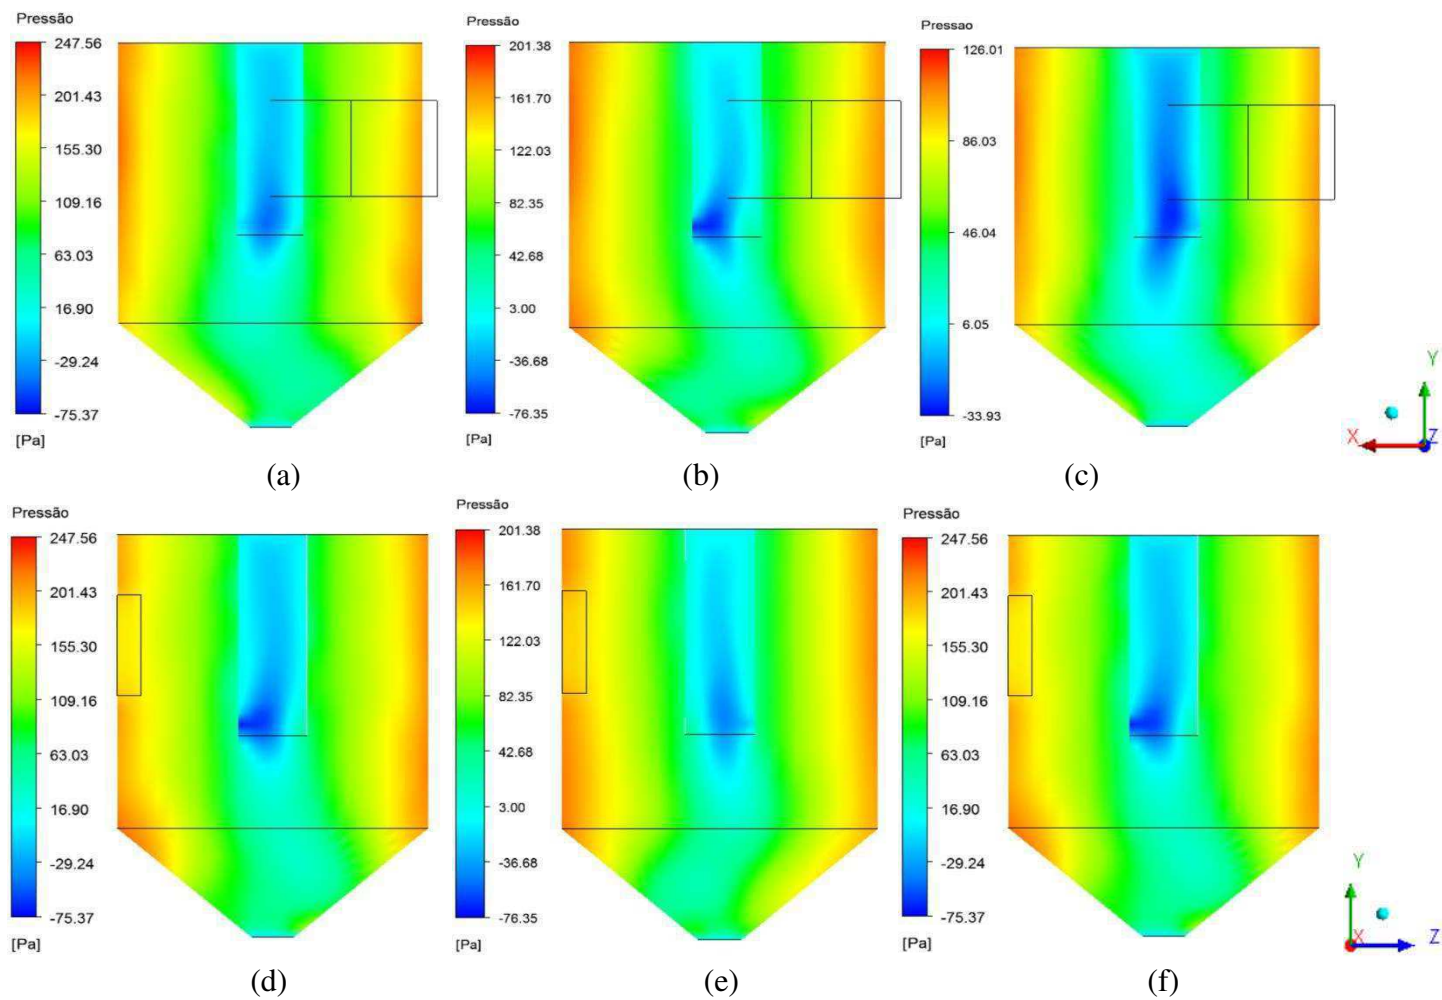 Pressão
247.56
201.43
155.30
109.16
63.03
16.90
-29.24
-75.37
[Pa]
(a)
Pressão
201.38
161.70
122.03
82.35
42.68
3.00
-36.68
-76.35
[Pa]
(b)
Pressao
126.01
86.03
46.04
6.05
-33.93
[Pa]
(c)
Y
X
Z
Pressão
247.56
201.43
155.30
109.16
63.03
16.90
-29.24
-75.37
[Pa]
(d)
Pressão
201.38
161.70
122.03
82.35
42.68
3.00
-36.68
-76.35
[Pa]
(e)
Pressão
247.56
201.43
155.30
109.16
63.03
16.90
-29.24
-75.37
[Pa]
(f)
Y
X
Z